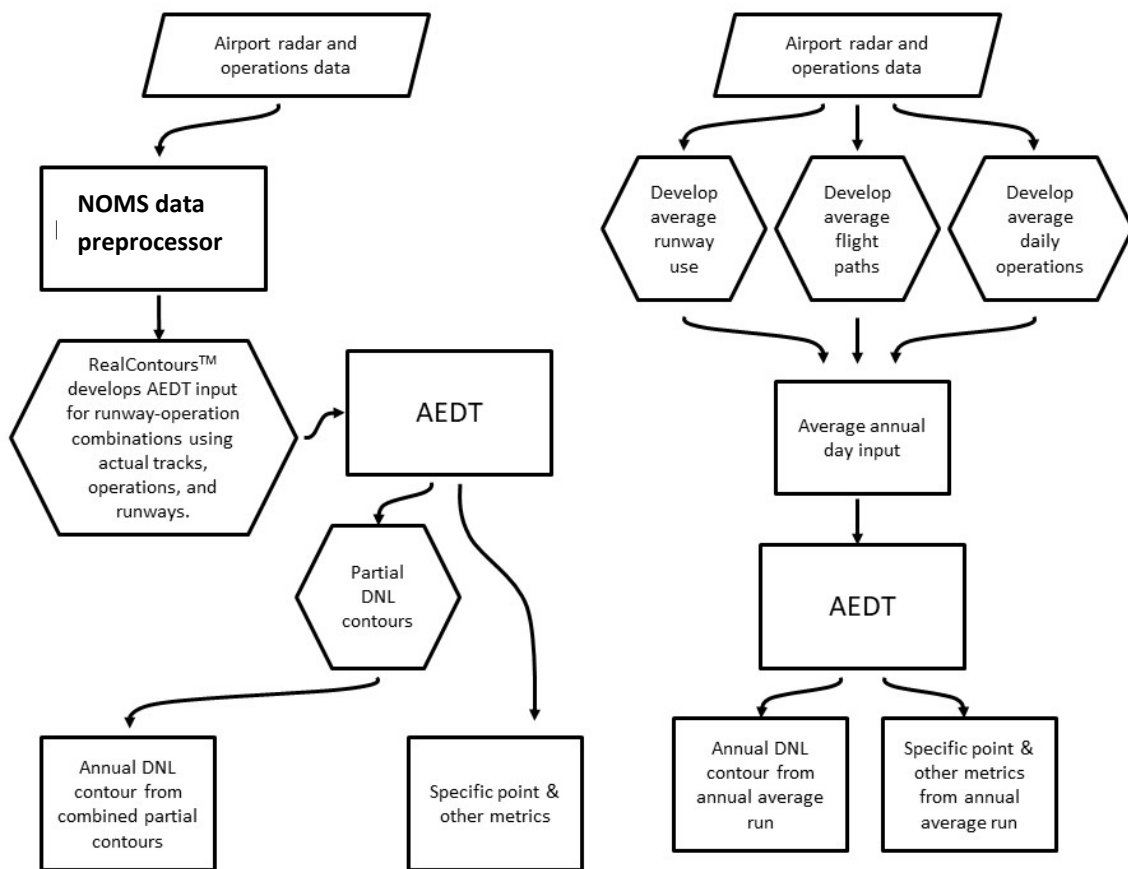 Airport radar and
operations data
NOMS data
preprocessor
RealContours™
develops AEDT input
for runway-operation
combinations using
actual tracks,
operations, and
runways.
AEDT
Partial
DNL
contours
Annual DNL
contour from
combined partial
contours
Specific point &
other metrics
Airport radar and
operations data
Develop
average
runway
use
Develop
average
flight
paths
Develop
average
daily
operations
Average annual
day input
AEDT
Annual DNL
contour from
annual average
run
Specific point &
other metrics
from annual
average run